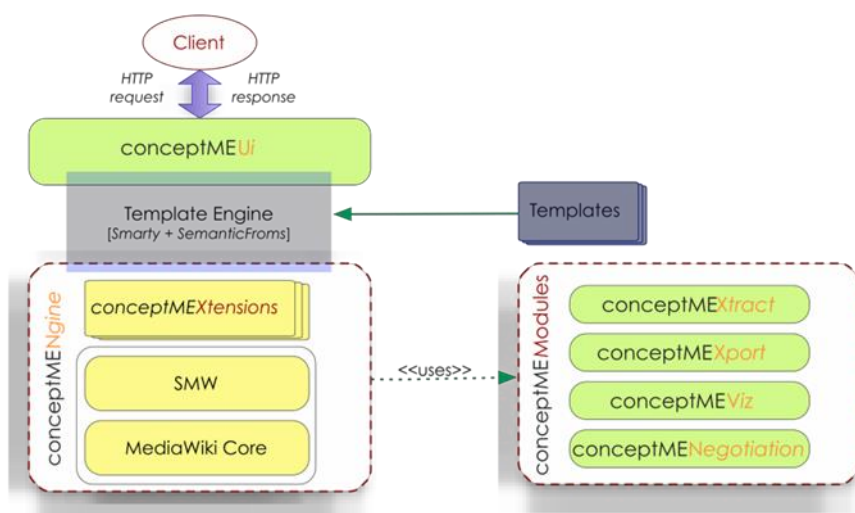 Client
HTTP
request
HTTP
response
conceptMEUi
Template Engine
[Smarty + SemanticFroms]
Templates
conceptMENgine
conceptMEXtensions
SMW
MediaWiki Core
<<uses>>
conceptMEModules
conceptMEXtract
conceptMEXport
conceptMEViz
conceptMENegotiation